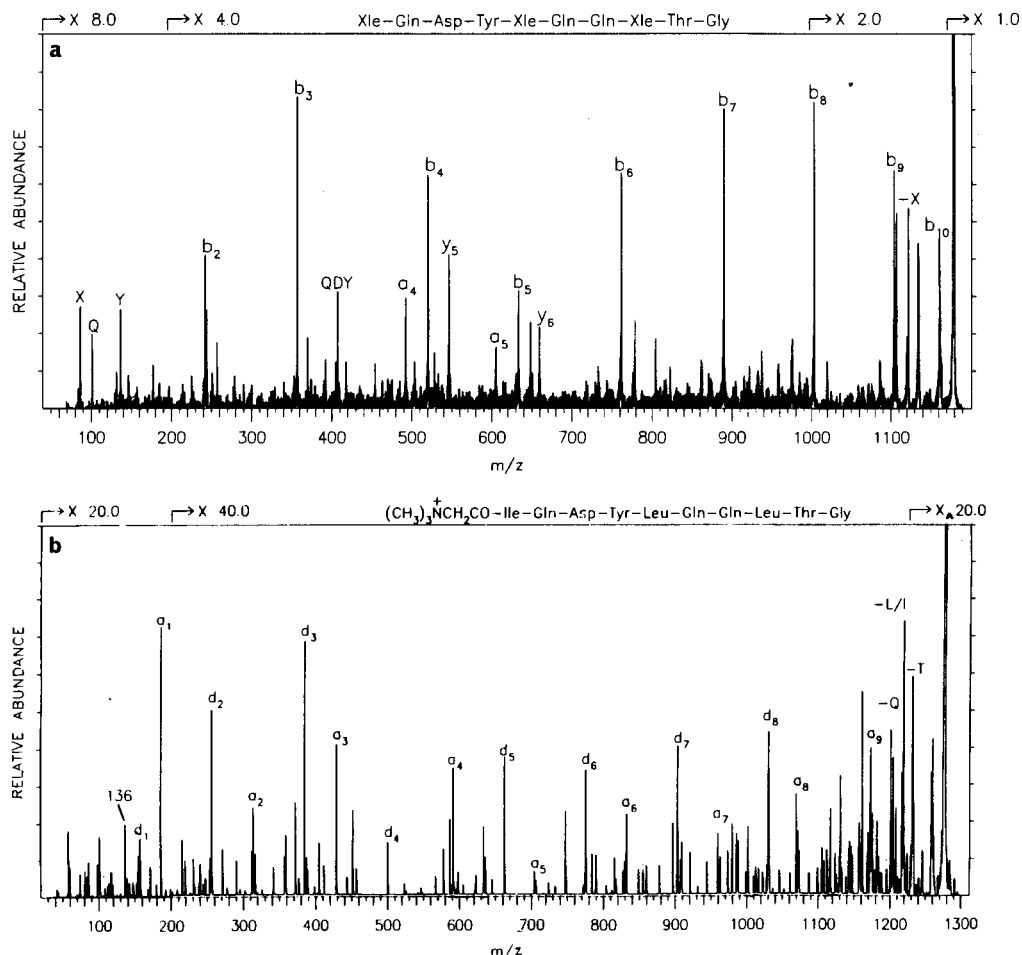 X 8.0 X 4.0 Xle-Gln-Asp-Tyr-Xle-Gln-Gln-Xle-Thr-Gly X 2.0 X 1.0
a
RELATIVE ABUNDANCE
X
Q
Y
b2
b3
QDY
a4
b4
y5
a5
b5
y6
b6
b7
b8
b9
-X
b10
100 200 300 400 500 600 700 800 900 1000 1100
m/z
X 20.0 X 40.0 (CH3)3N+CH2CO-Ile-Gln-Asp-Tyr-Leu-Gln-Gln-Leu-Thr-Gly X 20.0
b
RELATIVE ABUNDANCE
136
d1
a1
d2
a2
d3
a3
d4
a4
d5
a5
d6
a6
d7
a7
d8
a8
a9
-Q
-L/I
-T
100 200 300 400 500 600 700 800 900 1000 1100 1200 1300
m/z